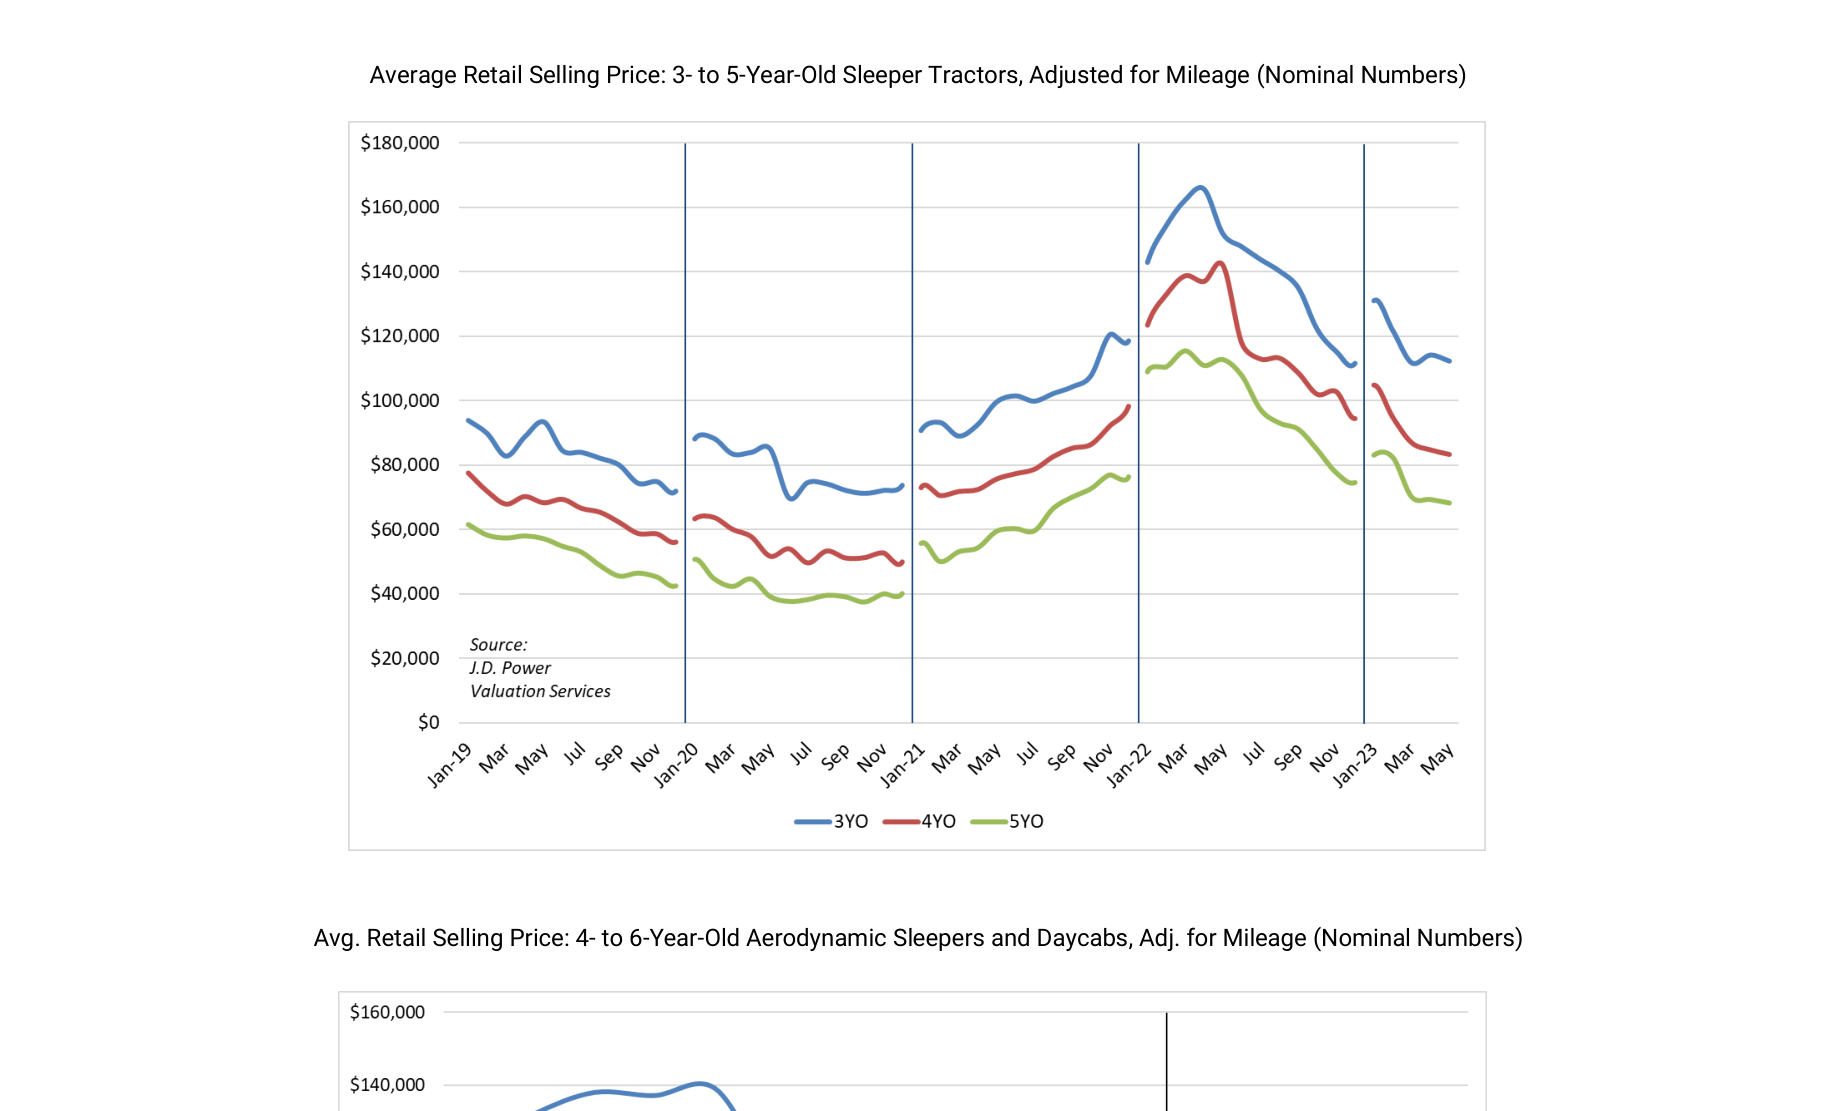 Average Retail Selling Price: 3- to 5-Year-Old Sleeper Tractors, Adjusted for Mileage (Nominal Numbers)
$180,000
$160,000
$140,000
$120,000
$100,000
$80,000
$60,000
$40,000
$20,000
$0
Source:
J.D. Power
Valuation Services
Jan-19 Mar May Jul Sep Nov Jan-20 Mar May Jul Sep Nov Jan-21 Mar May Jul Sep Nov Jan-22 Mar May Jul Sep Nov Jan-23 Mar May
3YO 4YO 5YO
Avg. Retail Selling Price: 4- to 6-Year-Old Aerodynamic Sleepers and Daycabs, Adj. for Mileage (Nominal Numbers)
$160,000
$140,000